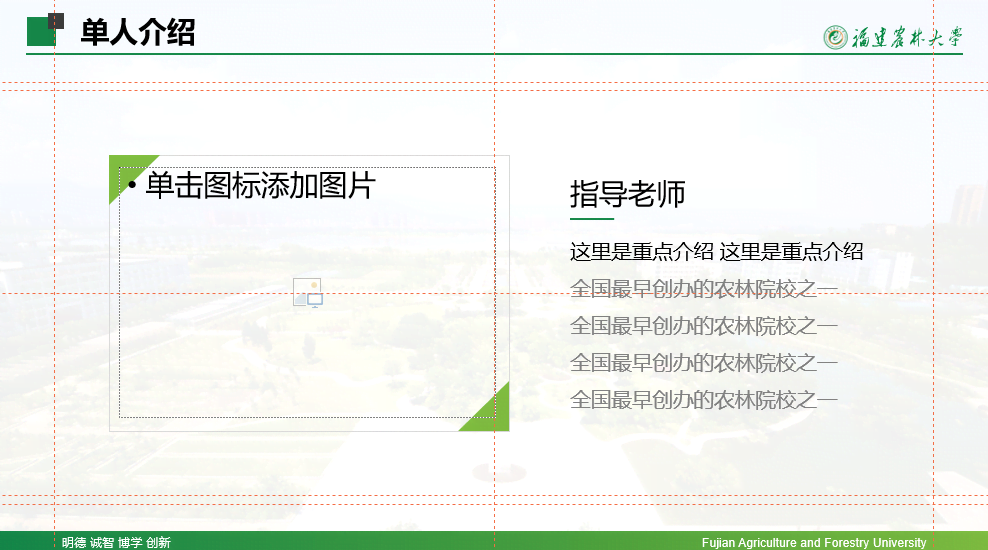 单人介绍
福建农林大学
• 单击图标添加图片
指导老师
这里是重点介绍 这里是重点介绍
全国最早创办的农林院校之一
全国最早创办的农林院校之一
全国最早创办的农林院校之一
全国最早创办的农林院校之一
明德 诚智 博学 创新
Fujian Agriculture and Forestry University